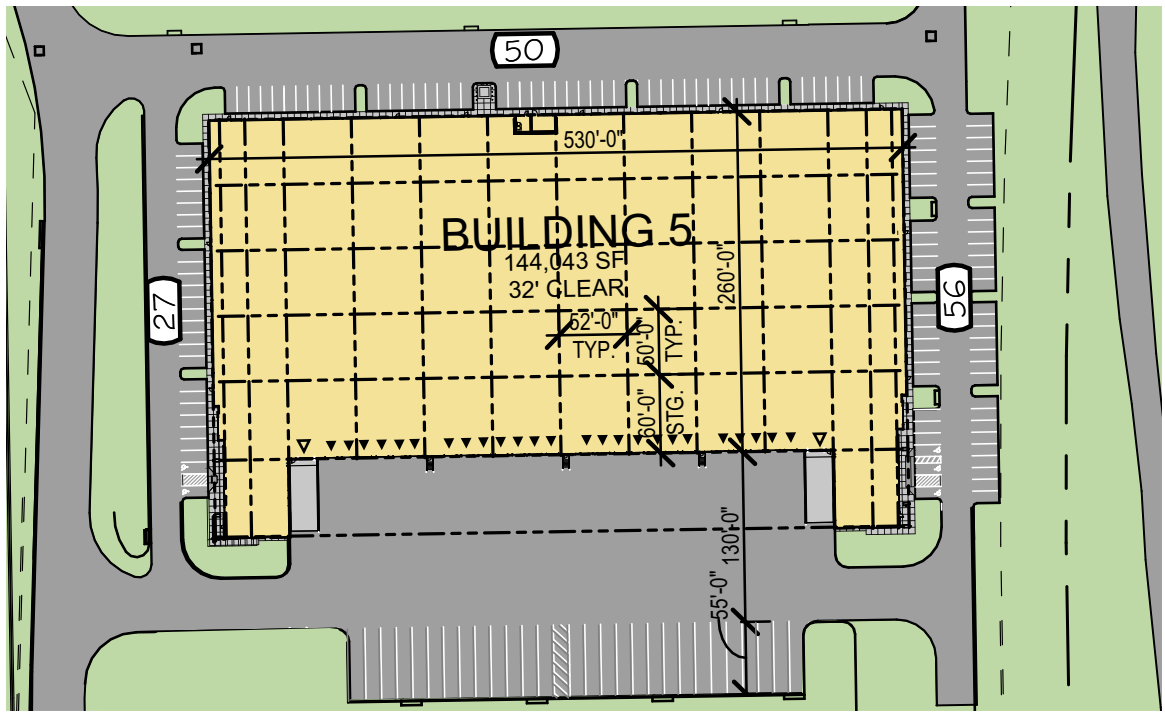 50
530'-0"
BUILDING 5
144,043 SF
32' CLEAR
260'-0"
52'-0"
TYP.
50'-0"
TYP.
60'-0"
STG.
27
56
130'-0"
55'-0"